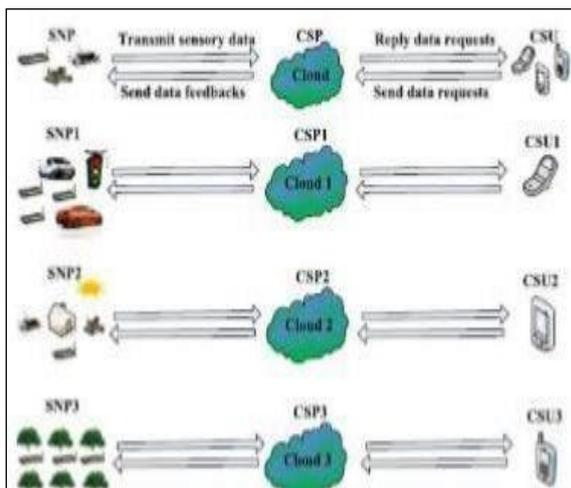 SNP CSP CSU
Transmit sensory data Reply data requests
Cloud
Send data feedbacks Send data requests
SNP1 CSP1 CSU1
Cloud 1
SNP2 CSP2 CSU2
Cloud 2
SNP3 CSP3 CSU3
Cloud 3